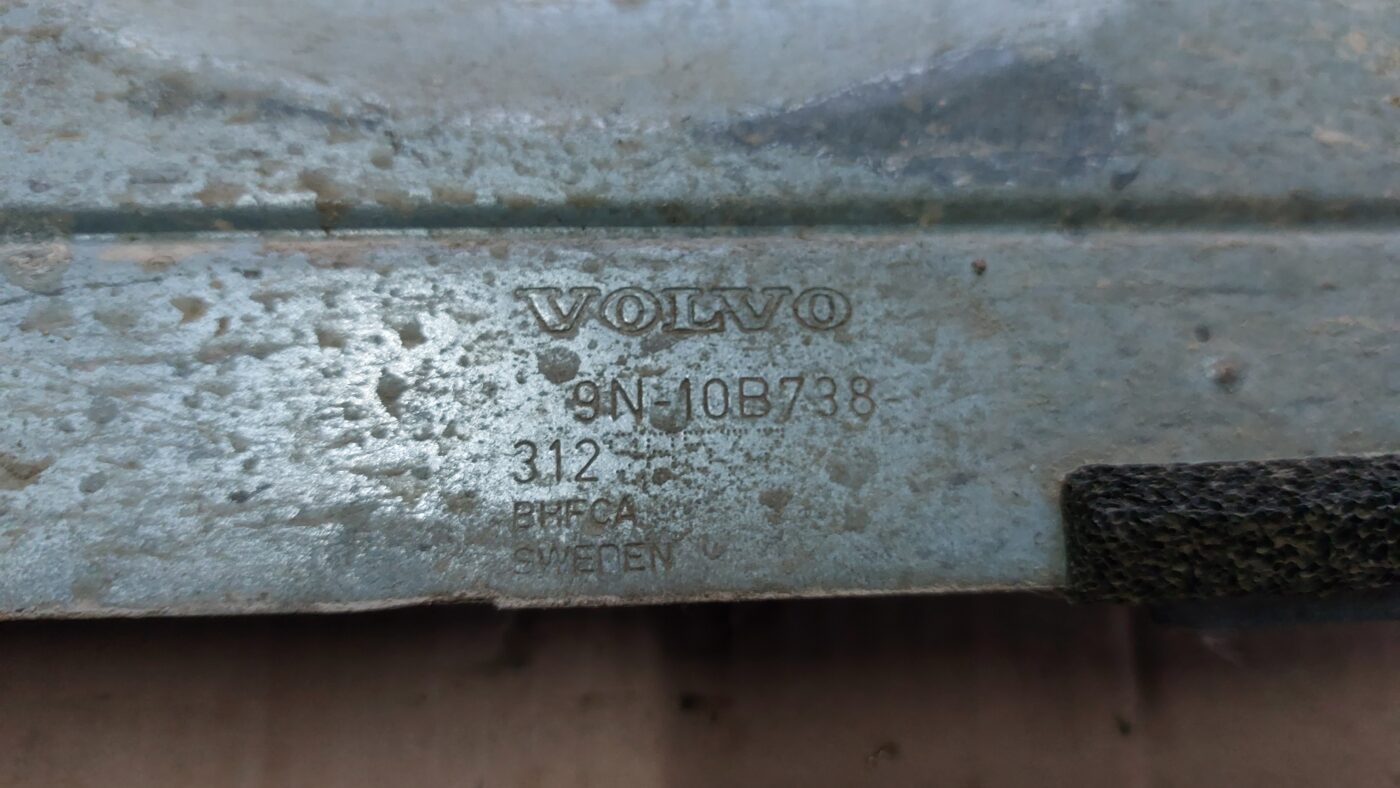 VOLVO
9N-10B738-
312
BHFCA
SWEDEN